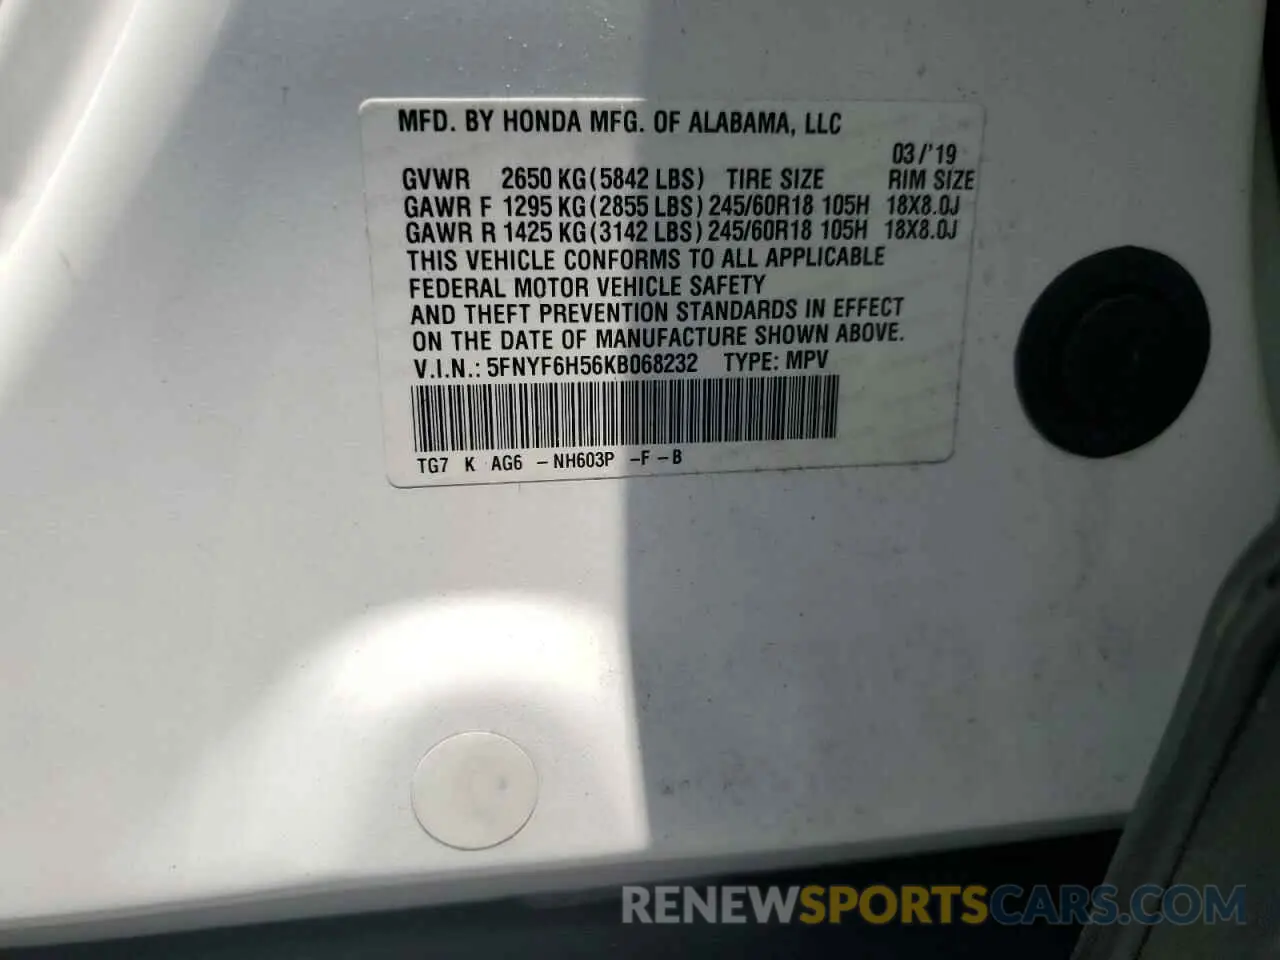 MFD. BY HONDA MFG. OF ALABAMA, LLC
03/'19
GVWR 2650 KG(5842 LBS) TIRE SIZE RIM SIZE
GAWR F 1295 KG(2855 LBS) 245/60R18 105H 18X8.0J
GAWR R 1425 KG(3142 LBS) 245/60R18 105H 18X8.0J
THIS VEHICLE CONFORMS TO ALL APPLICABLE
FEDERAL MOTOR VEHICLE SAFETY
AND THEFT PREVENTION STANDARDS IN EFFECT
ON THE DATE OF MANUFACTURE SHOWN ABOVE.
V.I.N.: 5FNYF6H56KB068232 TYPE: MPV
TG7 K AG6 -NH603P -F-B
RENEWSPORTSCARS.COM